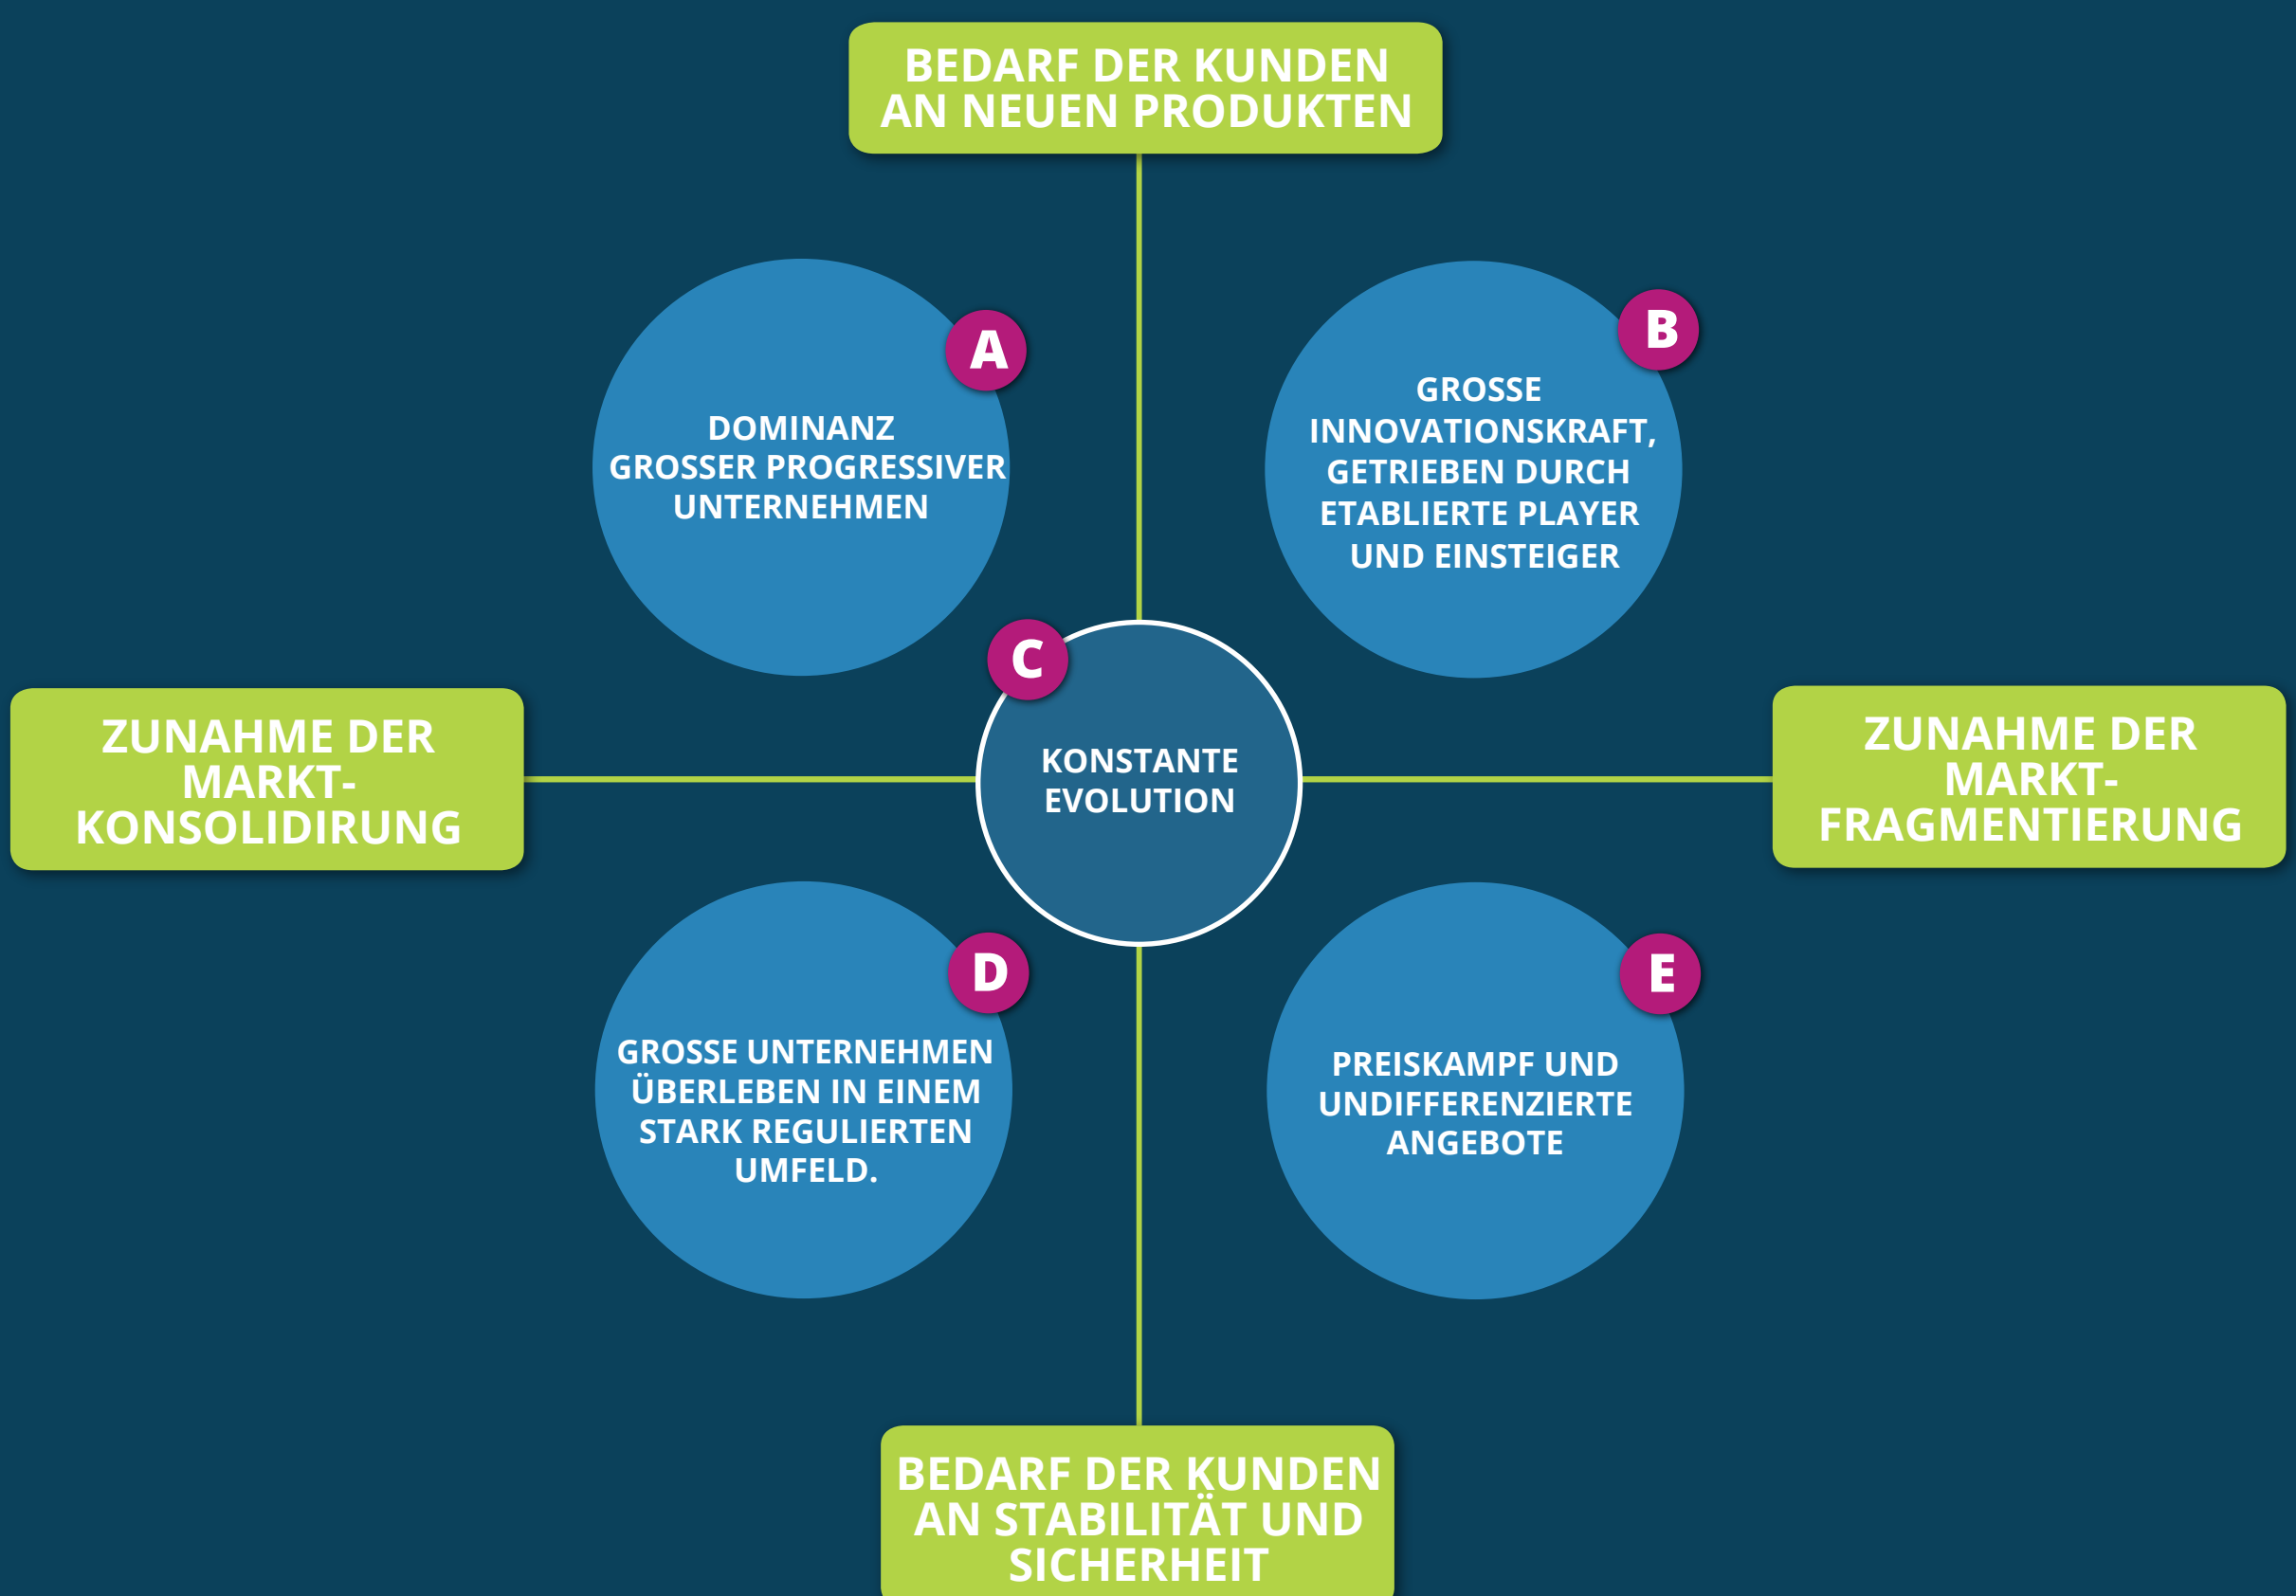 BEDARF DER KUNDEN
AN NEUEN PRODUKTEN
A
DOMINANZ
GROSSER PROGRESSIVER
UNTERNEHMEN
B
GROSSE
INNOVATIONSKRAFT,
GETRIEBEN DURCH
ETABLIERTE PLAYER
UND EINSTEIGER
ZUNAHME DER
MARKT-
KONSOLIDIRUNG
C
KONSTANTE
EVOLUTION
ZUNAHME DER
MARKT-
FRAGMENTIERUNG
D
GROSSE UNTERNEHMEN
ÜBERLEBEN IN EINEM
STARK REGULIERTEN
UMFELD.
E
PREISKAMPF UND
UNDIFFERENZIERTE
ANGEBOTE
BEDARF DER KUNDEN
AN STABILITÄT UND
SICHERHEIT